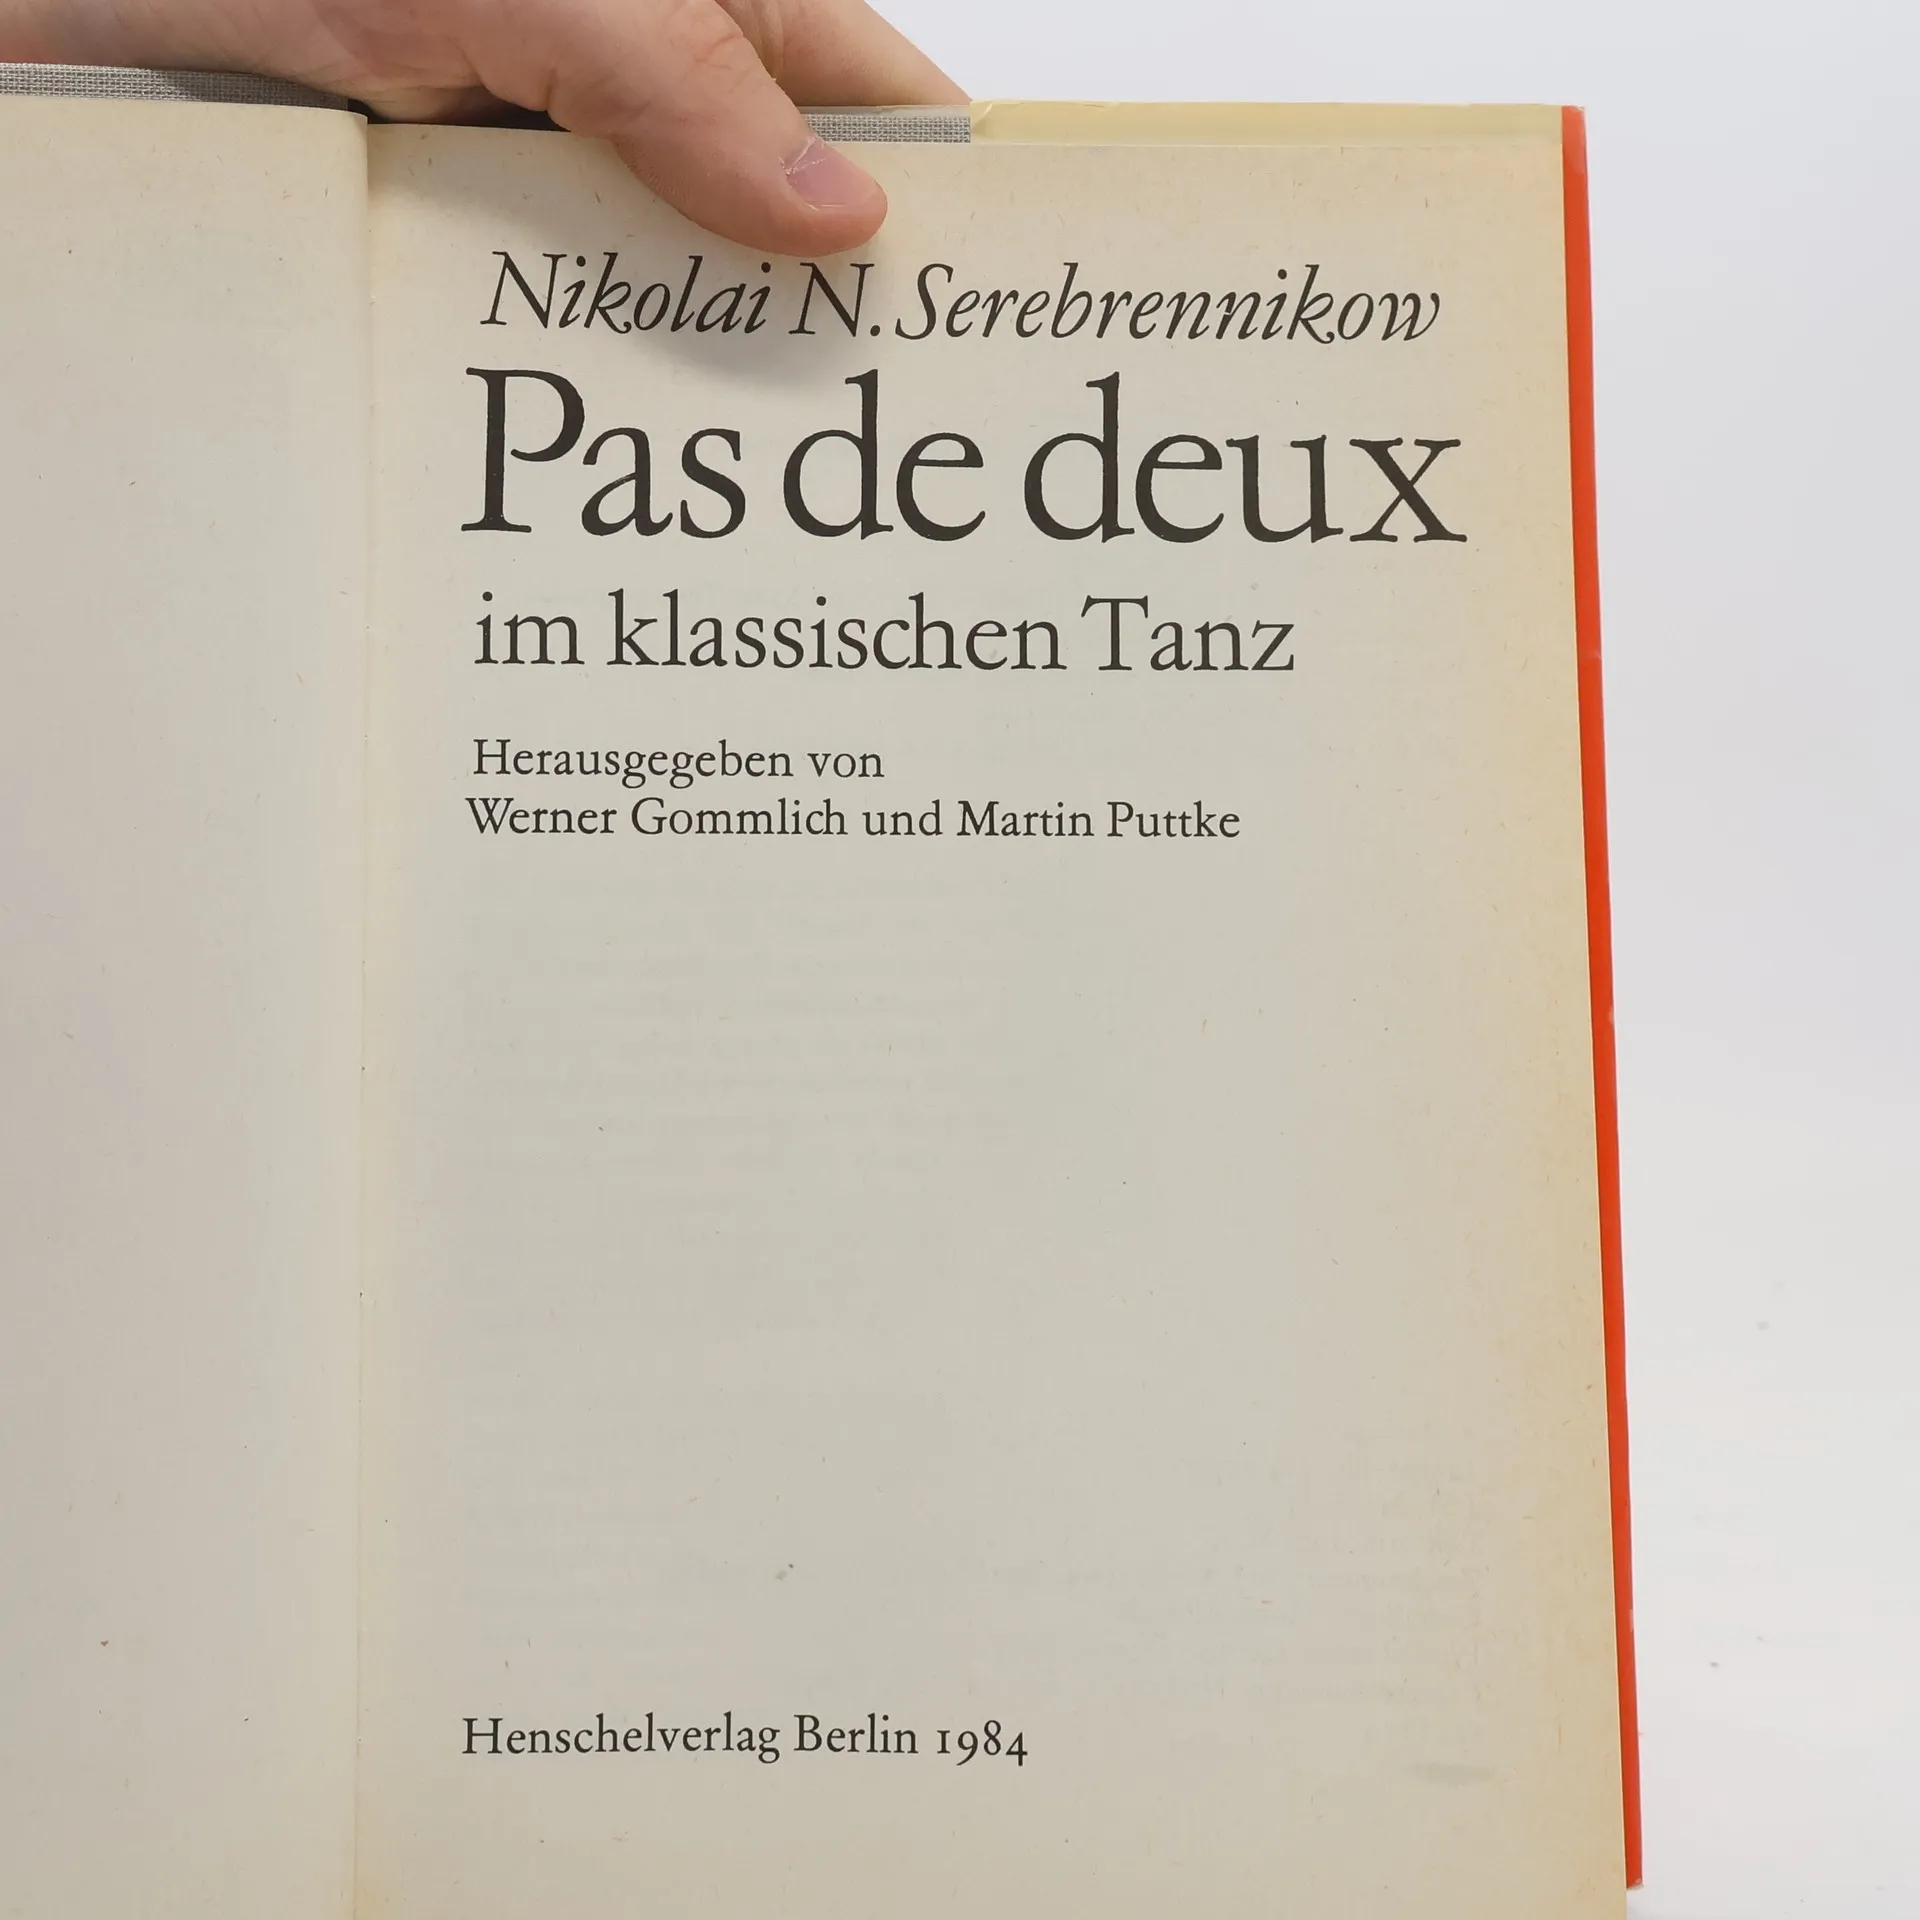 Nikolai N. Serebrennikow
Pas de deux
im klassischen Tanz
Herausgegeben von
Werner Gommlich und Martin Puttke
Henschelverlag Berlin 1984